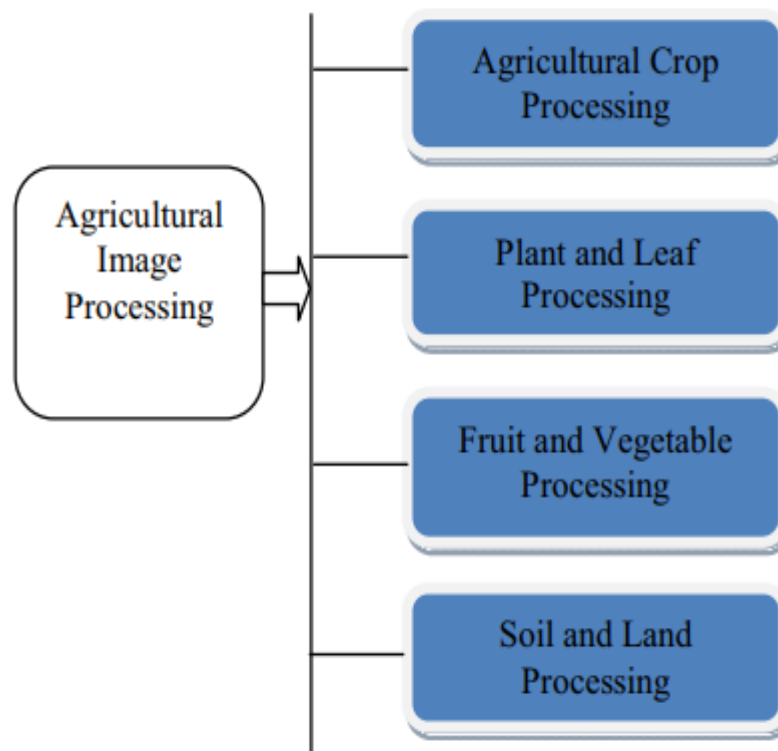 Agricultural
Image
Processing
Agricultural Crop
Processing
Plant and Leaf
Processing
Fruit and Vegetable
Processing
Soil and Land
Processing